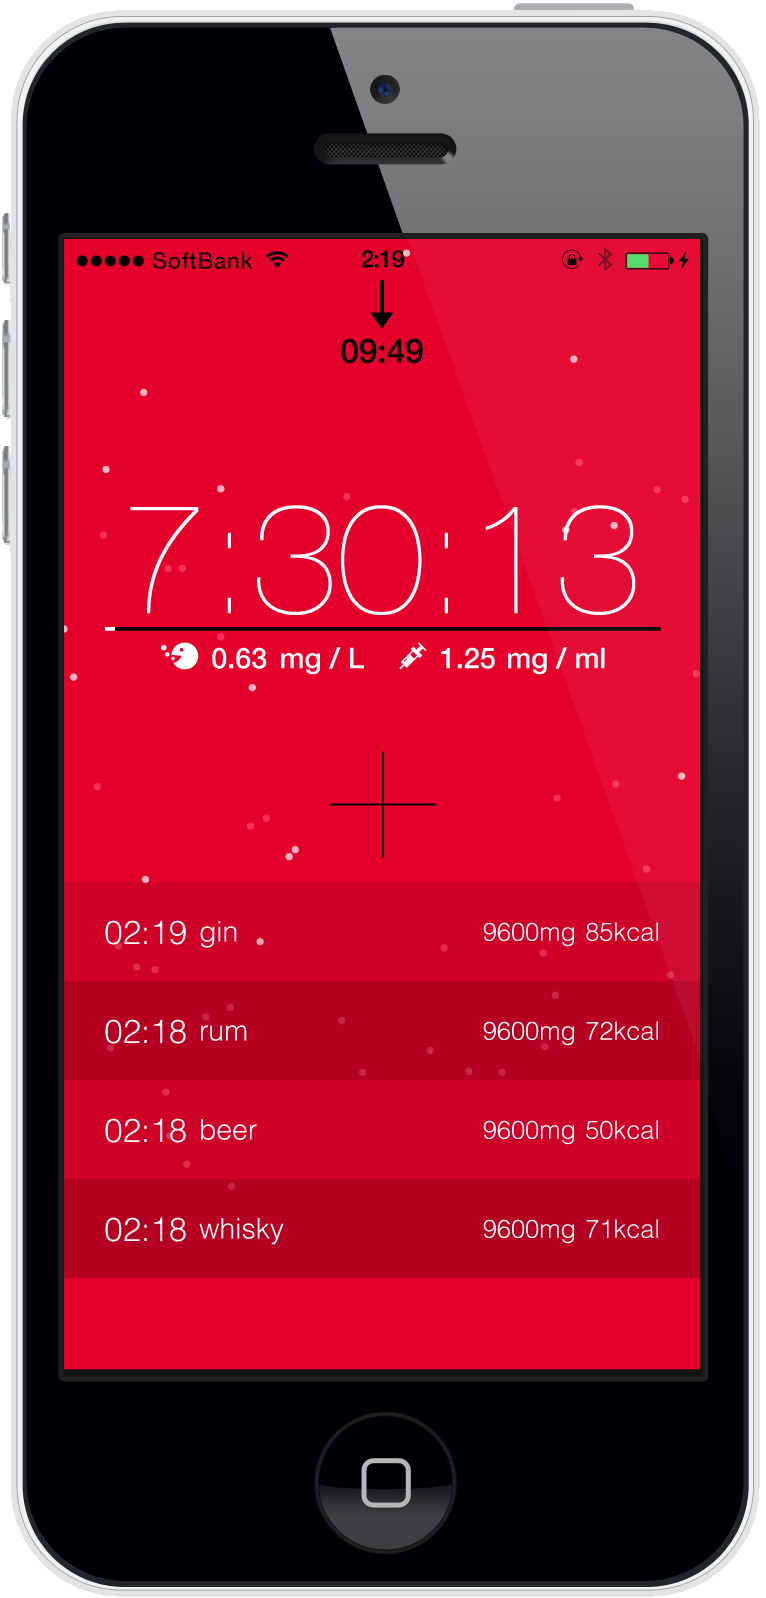 SoftBank 2:19
09:49
7:30:13
0.63 mg / L 1.25 mg / ml
02:19 gin 9600mg 85kcal
02:18 rum 9600mg 72kcal
02:18 beer 9600mg 50kcal
02:18 whisky 9600mg 71kcal